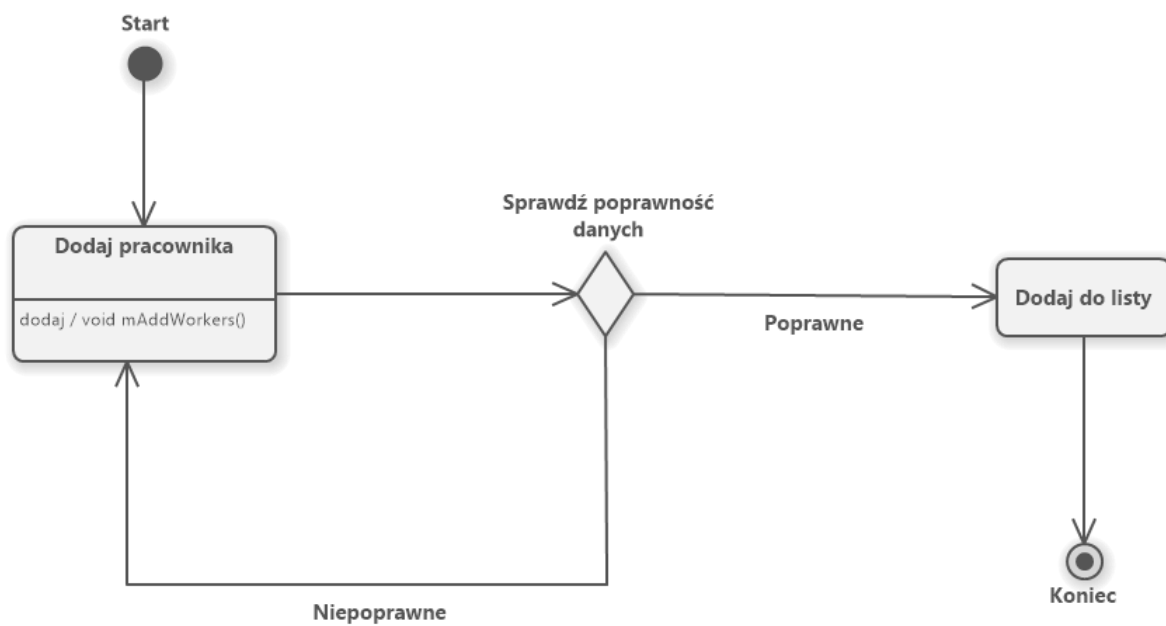 Start
Sprawdź poprawność
danych
Dodaj pracownika
dodaj / void mAddWorkers()
Poprawne
Dodaj do listy
Niepoprawne
Koniec